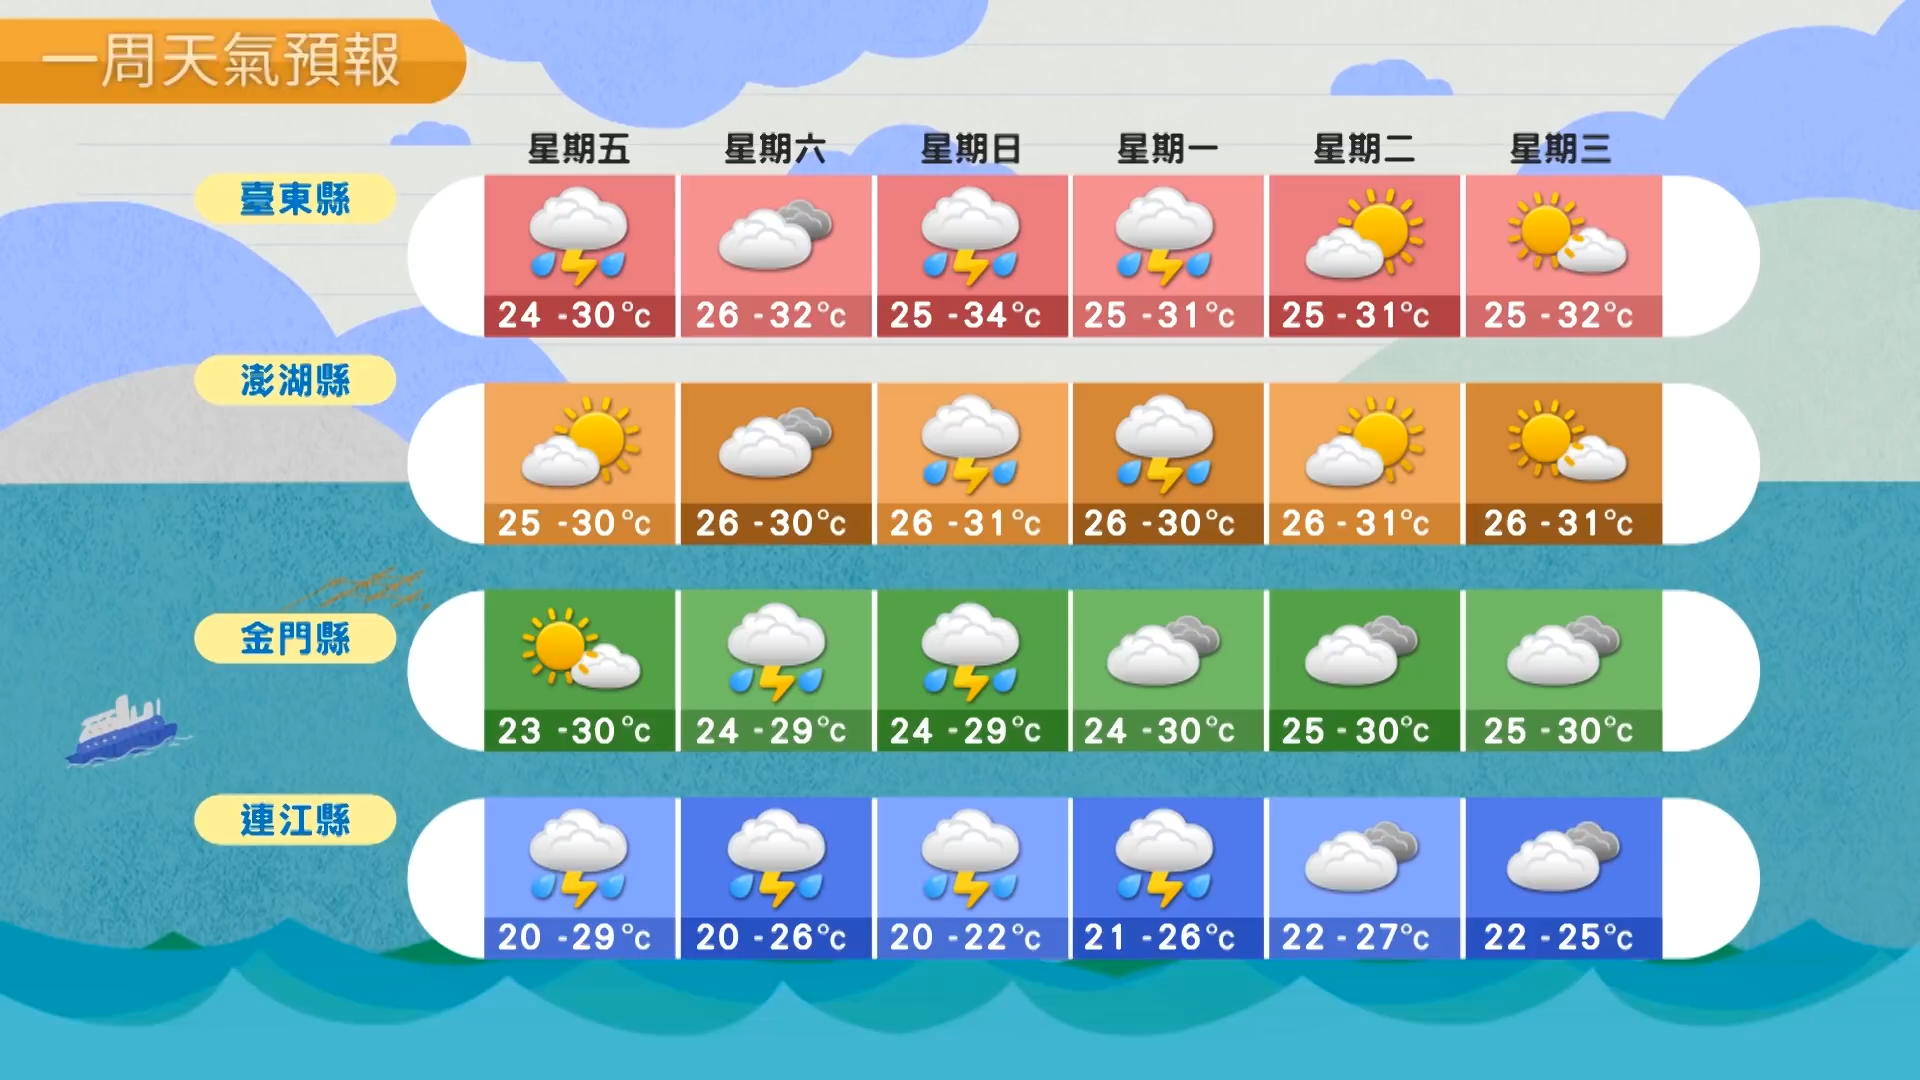 一周天氣預報
星期五 星期六 星期日 星期一 星期二 星期三
臺東縣
24 -30℃ 26 -32℃ 25 -34℃ 25 -31℃ 25 -31℃ 25 -32℃
澎湖縣
25 -30℃ 26 -30℃ 26 -31℃ 26 -30℃ 26 -31℃ 26 -31℃
金門縣
23 -30℃ 24 -29℃ 24 -29℃ 24 -30℃ 25 -30℃ 25 -30℃
連江縣
20 -29℃ 20 -26℃ 20 -22℃ 21 -26℃ 22 -27℃ 22 -25℃